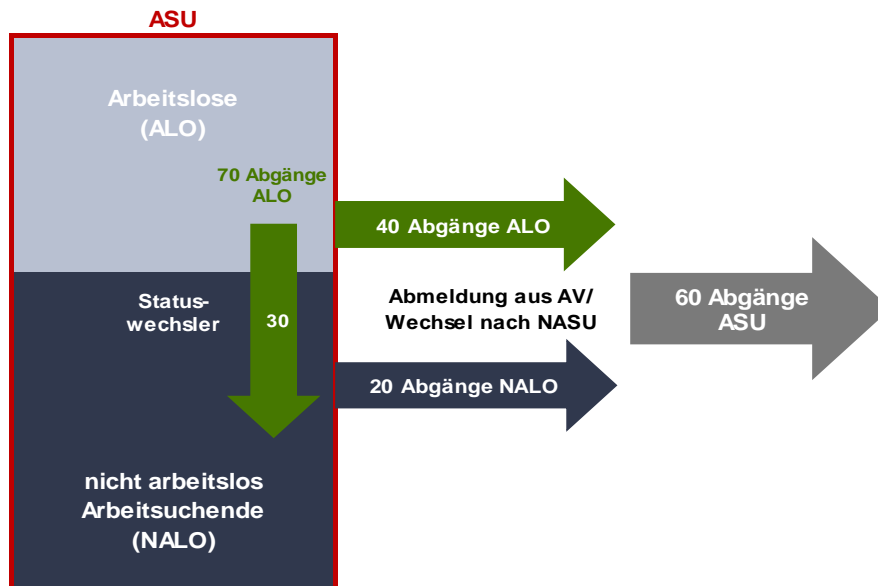 ASU
Arbeitslose
(ALO)
70 Abgänge
ALO
40 Abgänge ALO
Status-
wechsler
30
Abmeldung aus AV/
Wechsel nach NASU
60 Abgänge
ASU
20 Abgänge NALO
nicht arbeitslos
Arbeitsuchende
(NALO)